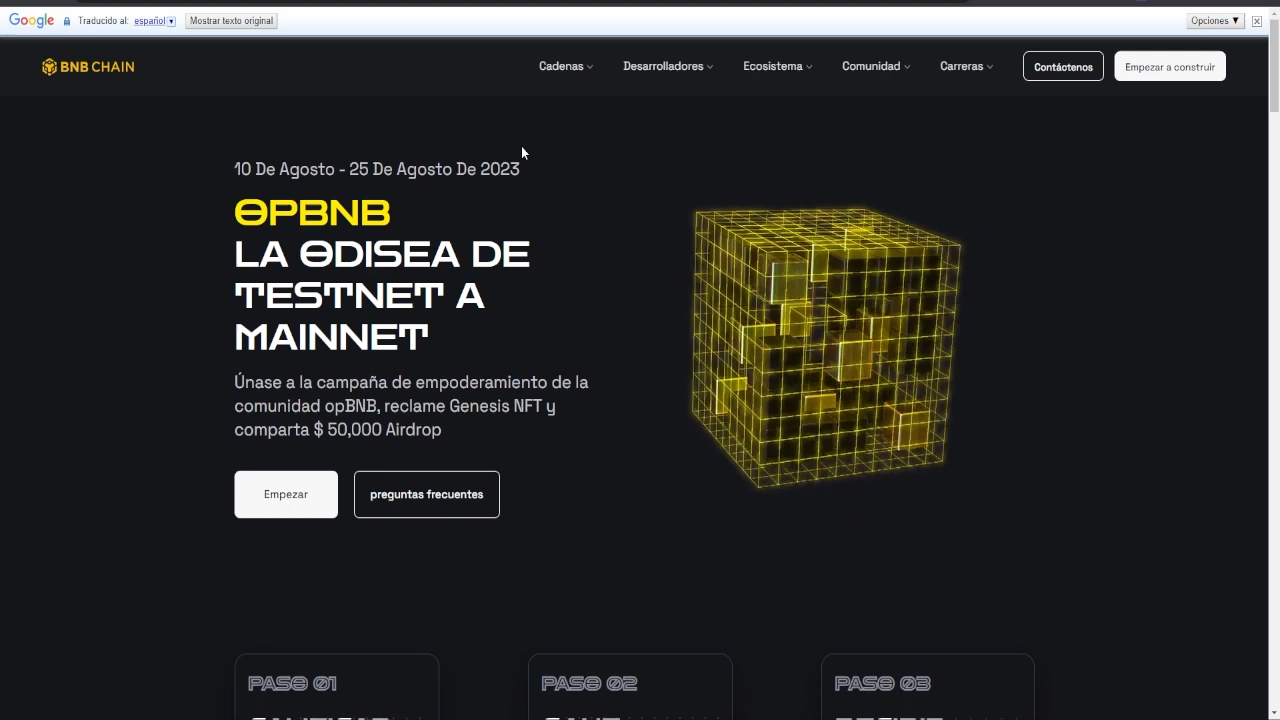 Google Traducido al: español Mostrar texto original Opciones ▼
BNB CHAIN Cadenas Desarrolladores Ecosistema Comunidad Carreras Contáctenos Empezar a construir
10 De Agosto - 25 De Agosto De 2023
OPBNB
LA ODISEA DE
TESTNET A
MAINNET
Únase a la campaña de empoderamiento de la
comunidad opBNB, reclame Genesis NFT y
comparta $ 50,000 Airdrop
Empezar preguntas frecuentes
PASO 01 PASO 02 PASO 03